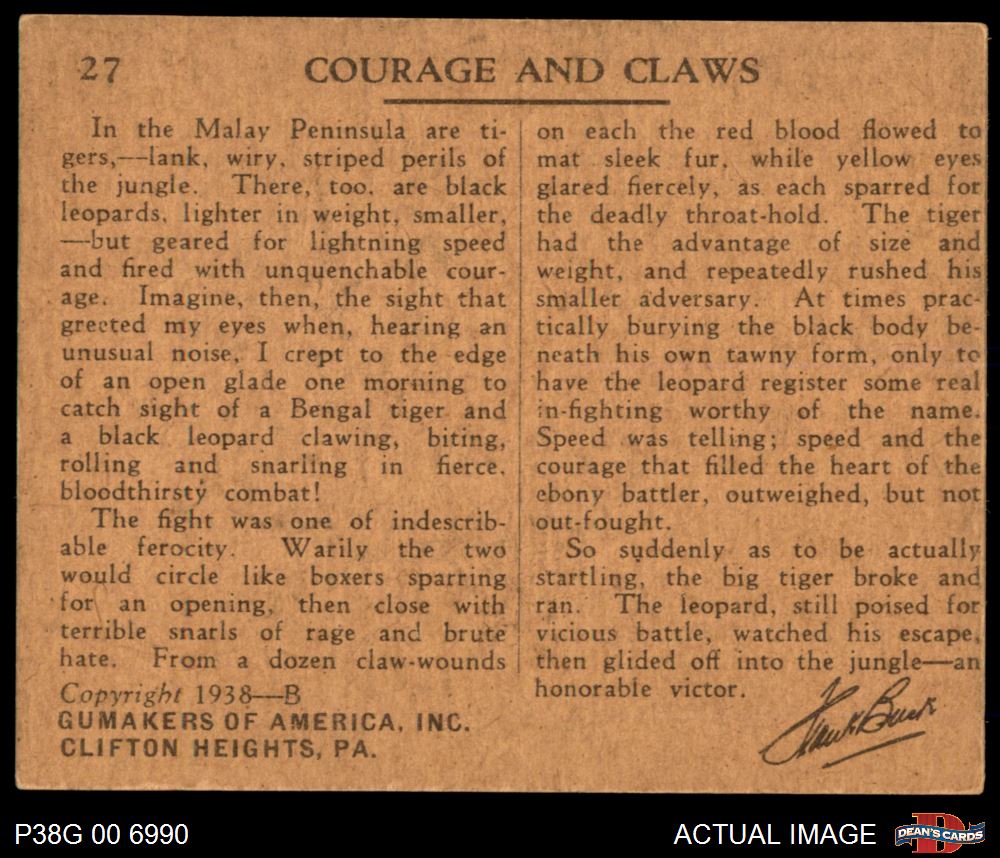 27
COURAGE AND CLAWS
In the Malay Peninsula are ti-
gers,—lank, wiry, striped perils of
the jungle. There, too, are black
leopards, lighter in weight, smaller,
—but geared for lightning speed
and fired with unquenchable cour-
age. Imagine, then, the sight that
greeted my eyes when, hearing an
unusual noise, I crept to the edge
of an open glade one morning to
catch sight of a Bengal tiger and
a black leopard clawing, biting,
rolling and snarling in fierce,
bloodthirsty combat!
The fight was one of indescrib-
able ferocity. Warily the two
would circle like boxers sparring
for an opening, then close with
terrible snarls of rage and brute
hate. From a dozen claw-wounds
on each the red blood flowed to
mat sleek fur, while yellow eyes
glared fiercely, as each sparred for
the deadly throat-hold. The tiger
had the advantage of size and
weight, and repeatedly rushed his
smaller adversary. At times prac-
tically burying the black body be-
neath his own tawny form, only to
have the leopard register some real
in-fighting worthy of the name.
Speed was telling; speed and the
courage that filled the heart of the
ebony battler, outweighed, but not
out-fought.
So suddenly as to be actually
startling, the big tiger broke and
ran. The leopard, still poised for
vicious battle, watched his escape,
then glided off into the jungle—an
honorable victor.
Copyright 1938—B
GUMAKERS OF AMERICA, INC.
CLIFTON HEIGHTS, PA.
Frank Buck
P38G 00 6990
ACTUAL IMAGE
D
DEAN'S CARDS